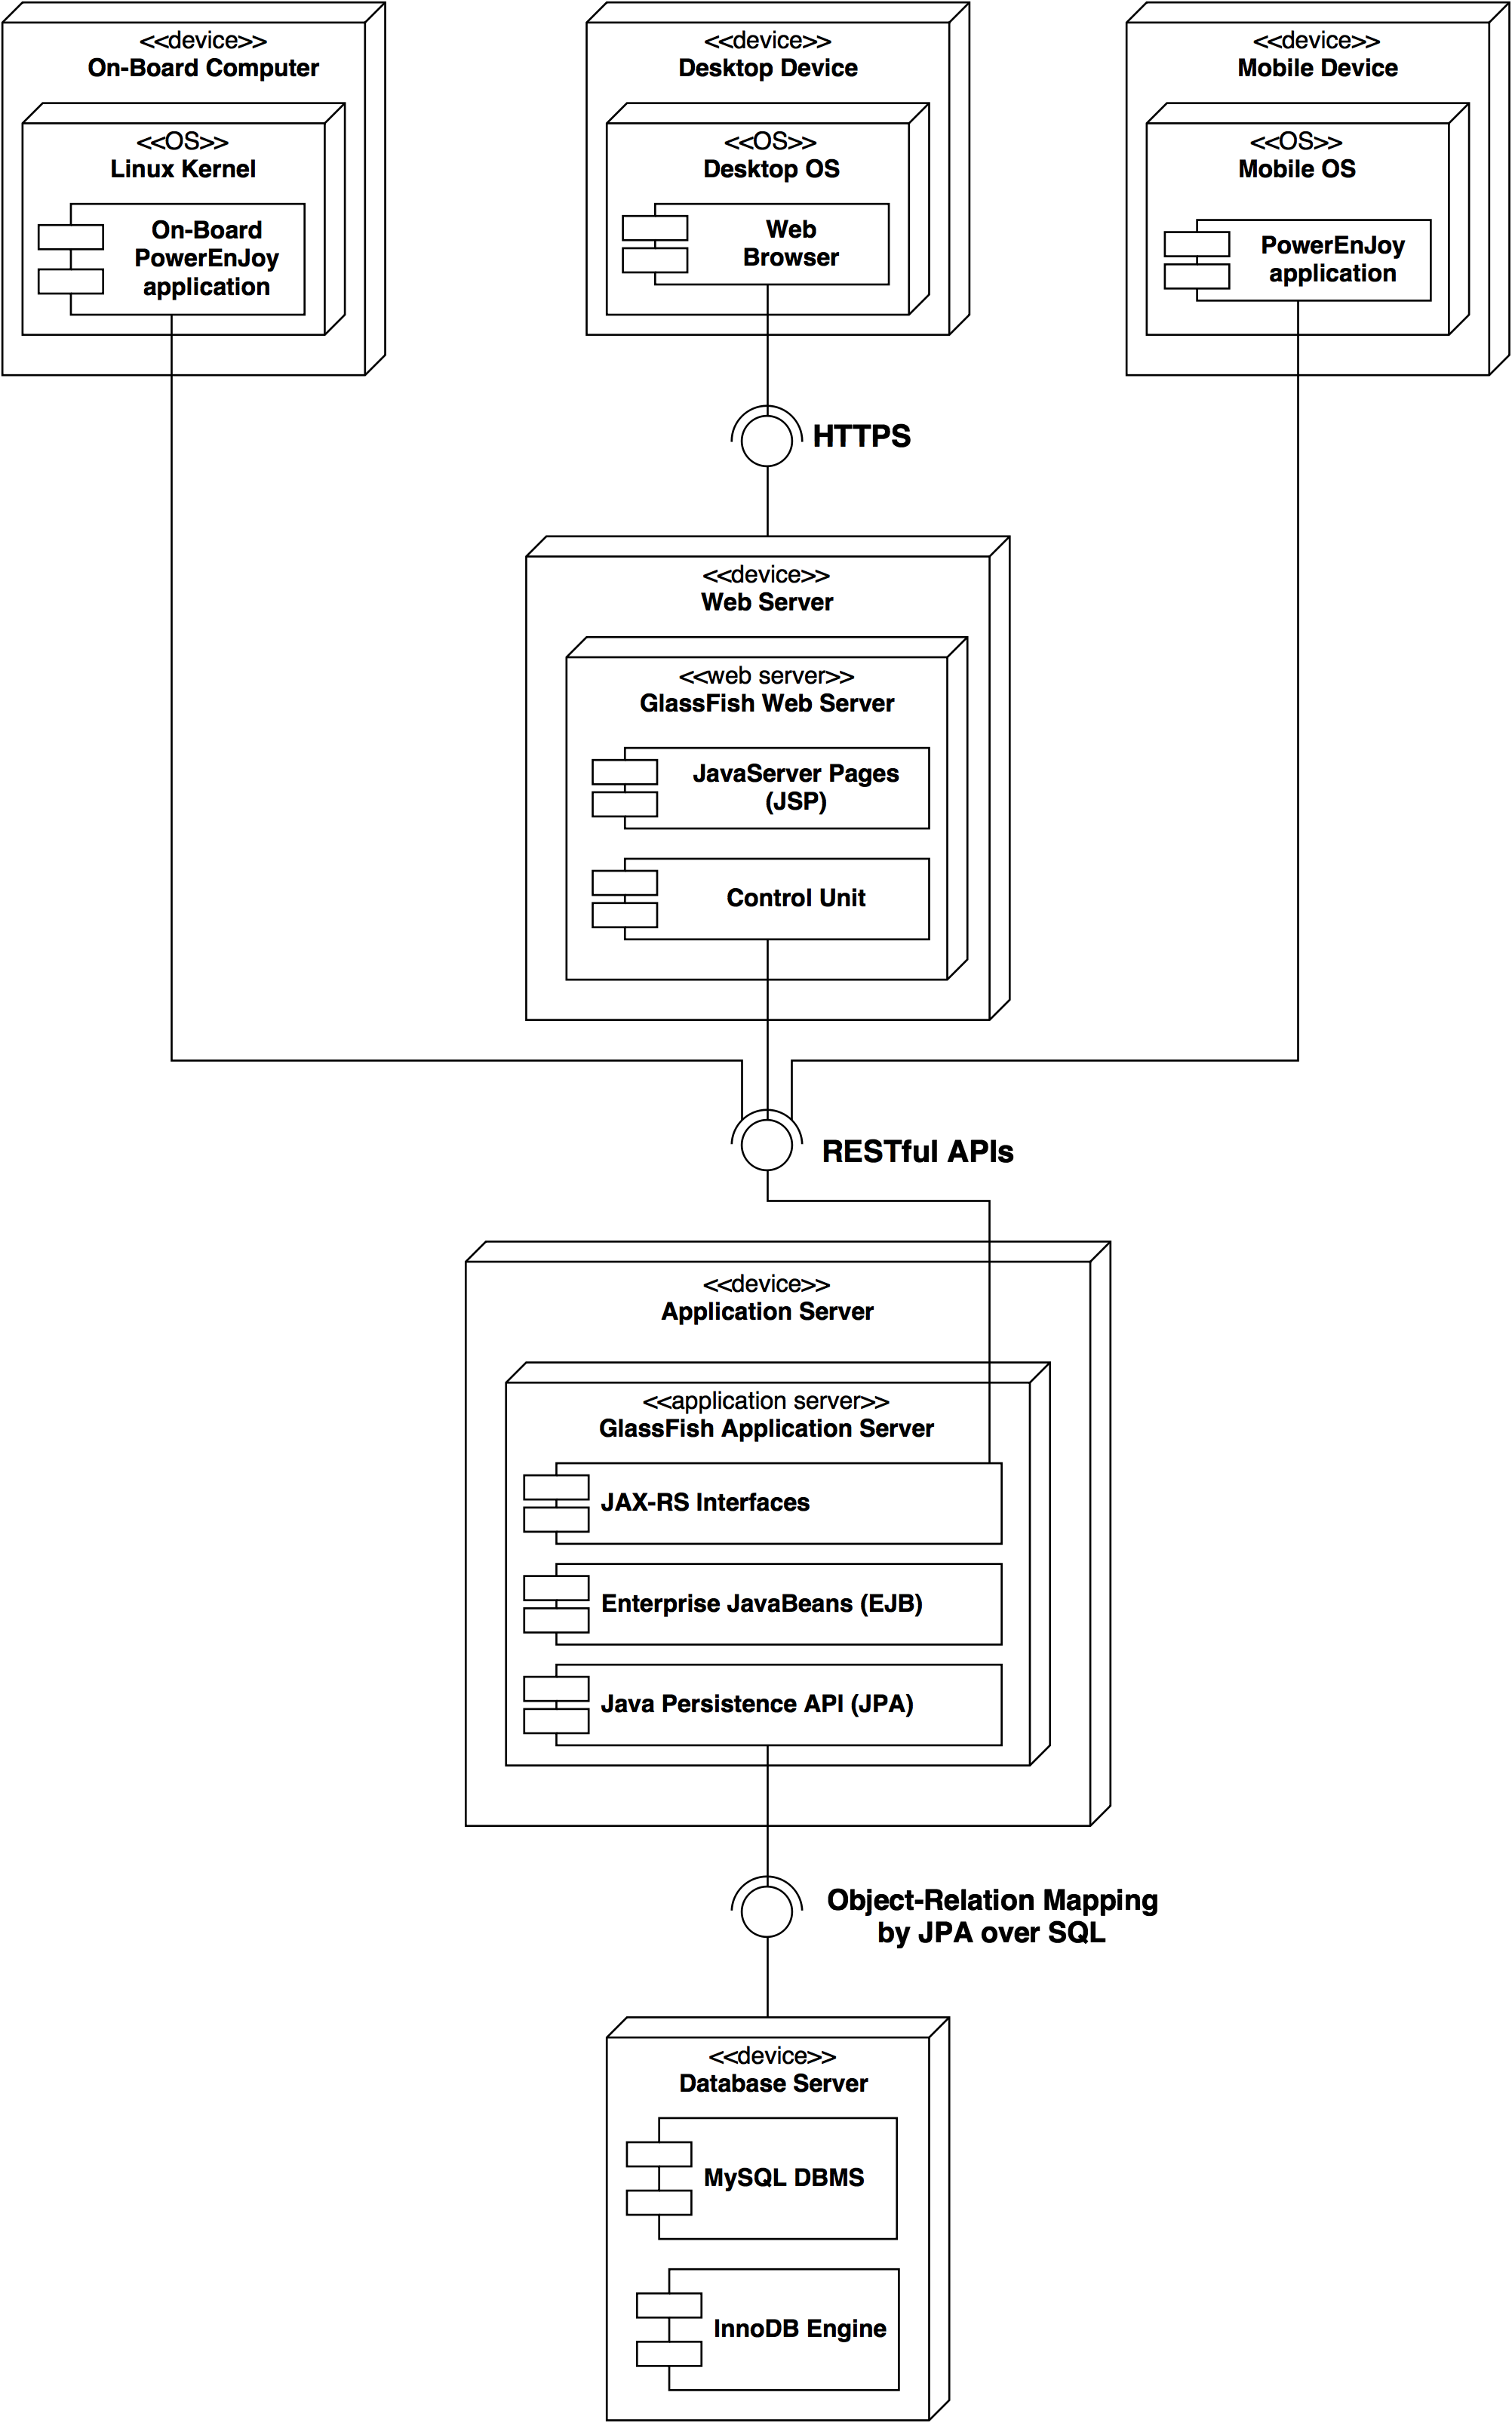 <<device>>
On-Board Computer
<<OS>>
Linux Kernel
On-Board
PowerEnJoy
application
<<device>>
Desktop Device
<<OS>>
Desktop OS
Web
Browser
<<device>>
Mobile Device
<<OS>>
Mobile OS
PowerEnJoy
application
HTTPS
<<device>>
Web Server
<<web server>>
GlassFish Web Server
JavaServer Pages
(JSP)
Control Unit
RESTful APIs
<<device>>
Application Server
<<application server>>
GlassFish Application Server
JAX-RS Interfaces
Enterprise JavaBeans (EJB)
Java Persistence API (JPA)
Object-Relation Mapping
by JPA over SQL
<<device>>
Database Server
MySQL DBMS
InnoDB Engine